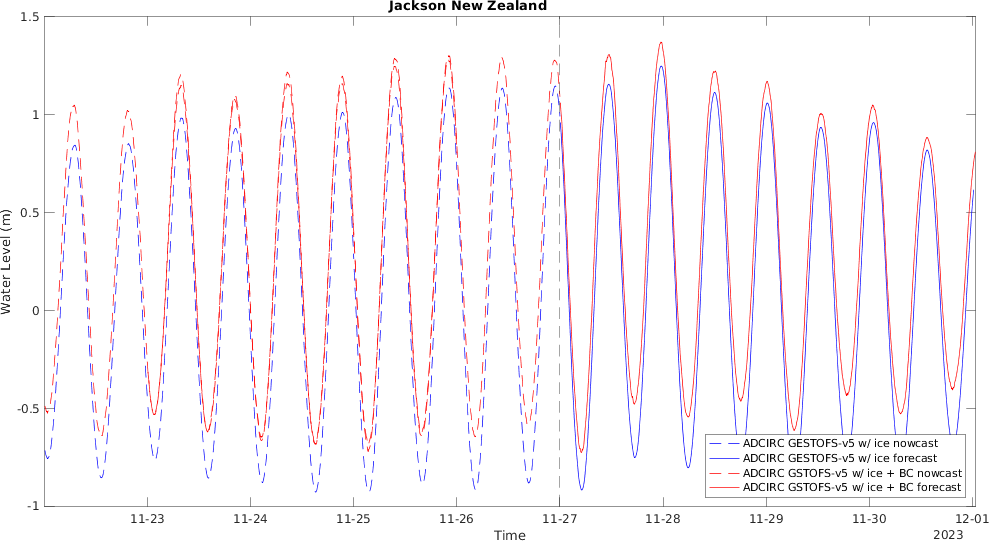 Jackson New Zealand
Water Level (m)
1.5
1
0.5
0
-0.5
-1
ADCIRC GESTOFS-v5 w/ ice nowcast
ADCIRC GESTOFS-v5 w/ ice forecast
ADCIRC GSTOFS-v5 w/ ice + BC nowcast
ADCIRC GSTOFS-v5 w/ ice + BC forecast
11-23 11-24 11-25 11-26 11-27 11-28 11-29 11-30 12-01
Time
2023